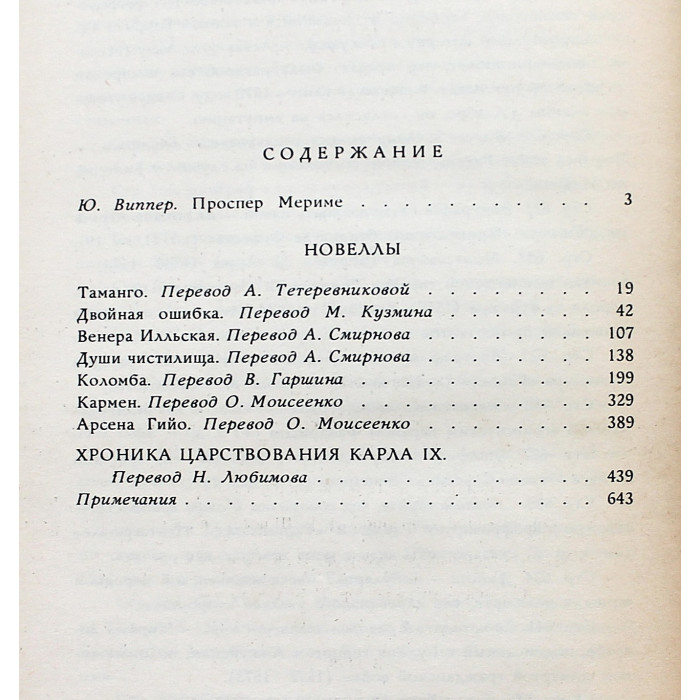 СОДЕРЖАНИЕ
Ю. Виппер. Проспер Мериме . . . . . . . . . . . 3
НОВЕЛЛЫ
Таманго. Перевод А. Тетеревниковой . . . . . . . . 19
Двойная ошибка. Перевод М. Кузмина . . . . . . . 42
Венера Илльская. Перевод А. Смирнова . . . . . . . 107
Души чистилища. Перевод А. Смирнова . . . . . . . 138
Коломба. Перевод В. Гаршина . . . . . . . . . . . 199
Кармен. Перевод О. Моисеенко . . . . . . . . . . . 329
Арсена Гийо. Перевод О. Моисеенко . . . . . . . . 389
ХРОНИКА ЦАРСТВОВАНИЯ КАРЛА IX.
Перевод Н. Любимова . . . . . . . . . . . . 439
Примечания . . . . . . . . . . . . . . . . . 643